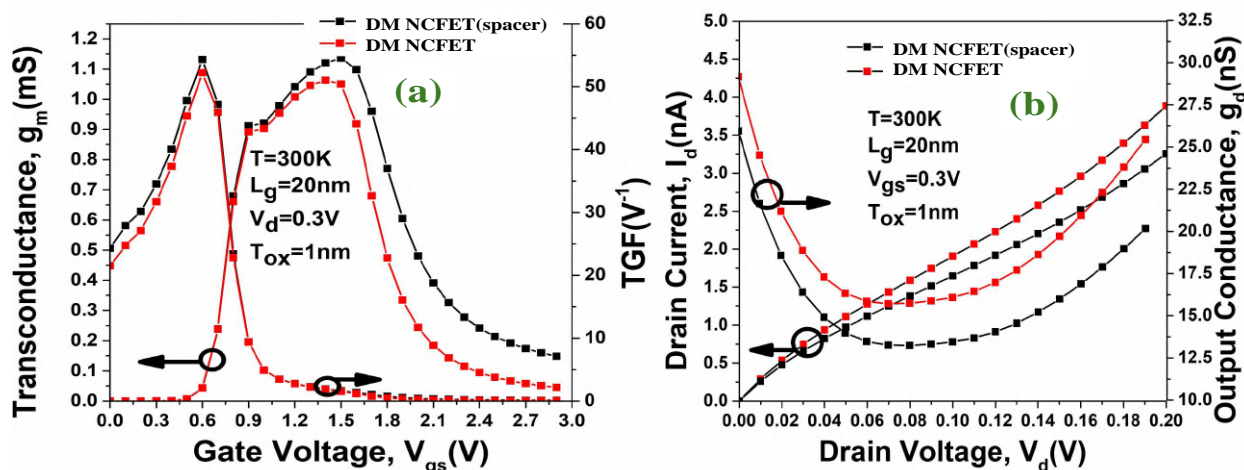 DM NCFET(spacer)
DM NCFET
(a)
T=300K
Lg=20nm
Vd=0.3V
Tox=1nm
Transconductance, gm(mS)
0.0
0.1
0.2
0.3
0.4
0.5
0.6
0.7
0.8
0.9
1.0
1.1
1.2
0.0 0.3 0.6 0.9 1.2 1.5 1.8 2.1 2.4 2.7 3.0
Gate Voltage, Vgs(V)
0
10
20
30
40
50
60
TGF(V-1)
DM NCFET(spacer)
DM NCFET
(b)
T=300K
Lg=20nm
Vgs=0.3V
Tox=1nm
Drain Current, Id(nA)
0.0
0.5
1.0
1.5
2.0
2.5
3.0
3.5
4.0
4.5
5.0
0.00 0.02 0.04 0.06 0.08 0.10 0.12 0.14 0.16 0.18 0.20
Drain Voltage, Vd(V)
10.0
12.5
15.0
17.5
20.0
22.5
25.0
27.5
30.0
32.5
Output Conductance, gd(nS)